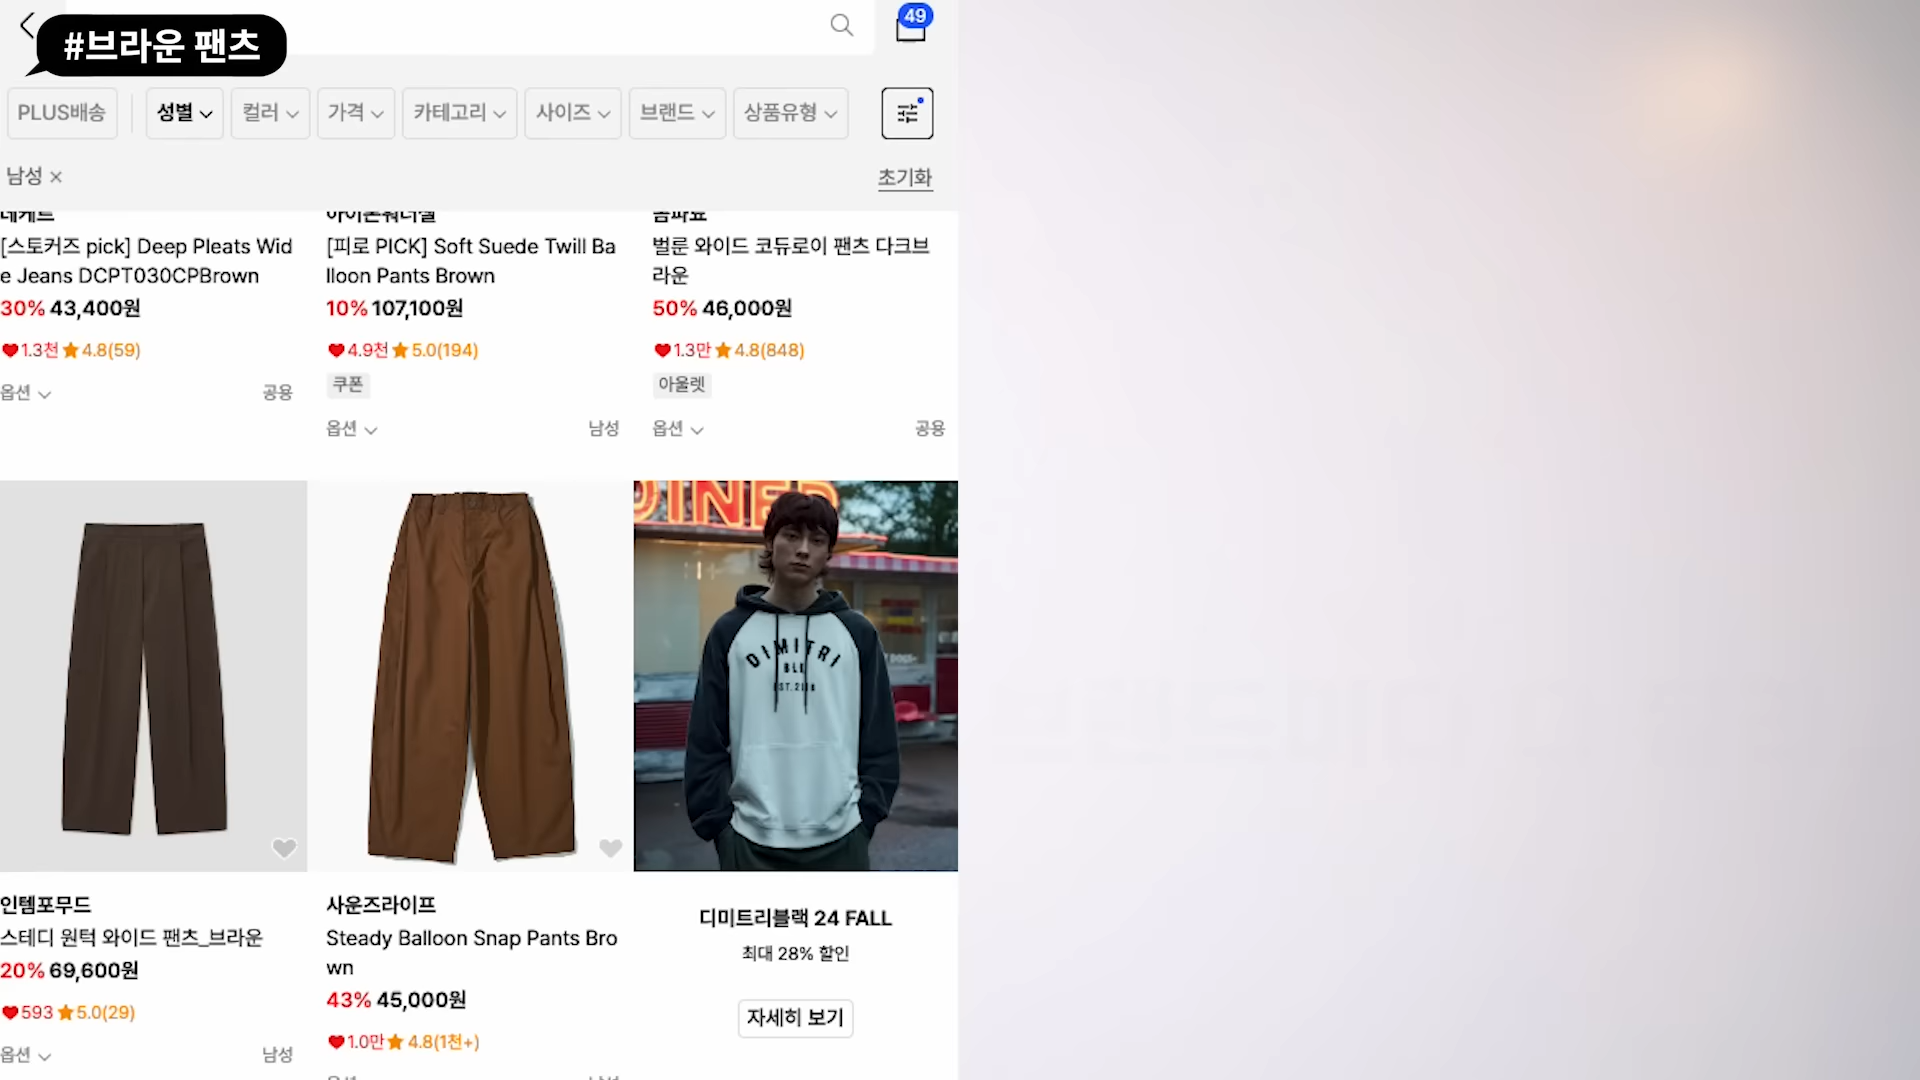 #브라운 팬츠
49
PLUS배송
성별
컬러
가격
카테고리
사이즈
브랜드
상품유형
남성 ×
초기화
[스토커즈 pick] Deep Pleats Wid
e Jeans DCPT030CPBrown
30% 43,400원
1.3천 4.8(59)
옵션
공용
[피로 PICK] Soft Suede Twill Ba
lloon Pants Brown
10% 107,100원
4.9천 5.0(194)
쿠폰
옵션
남성
벌룬 와이드 코듀로이 팬츠 다크브
라운
50% 46,000원
1.3만 4.8(848)
아울렛
옵션
공용
DINER
DIMITRI
BLE
인템포무드
스테디 원턱 와이드 팬츠_브라운
20% 69,600원
593 5.0(29)
옵션
남성
사운즈라이프
Steady Balloon Snap Pants Bro
wn
43% 45,000원
1.0만 4.8(1천+)
디미트리블랙 24 FALL
최대 28% 할인
자세히 보기